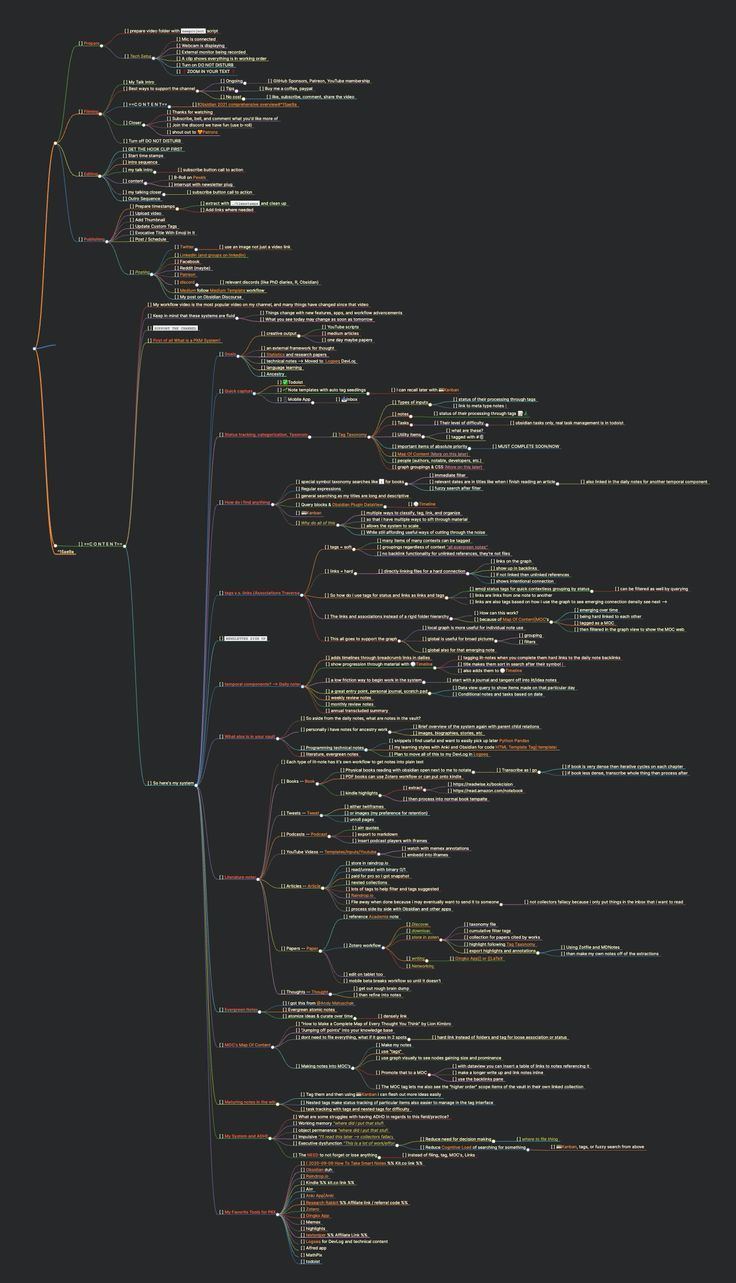 [ ] prepare video folder with newproject script
[ ] Prepare
[ ] Mic is connected
[ ] Webcam is displaying
[ ] External monitor being recorded
[ ] Tech Setup
[ ] A clip shows everything is in working order
[ ] Turn on DO NOT DISTURB
[ ] ZOOM IN YOUR TEXT
[ ] My Talk Intro
[ ] Ongoing
[ ] GitHub Sponsors, Patreon, YouTube membership
[ ] Best ways to support the channel
[ ] Tips
[ ] Buy me a coffee, paypal
[ ] No cost
[ ] like, subscribe, comment, share the video
[ ] ++CONTENT++
[ ] Filming
[ ] Thanks for watching
[ ] Subscribe, bell, and comment what you'd like more of
[ ] Closer
[ ] Join the discord we have fun (use b-roll)
[ ] shout out to 🧡Patrons
[ ] Turn off DO NOT DISTURB
[ ] GET THE HOOK CLIP FIRST
[ ] Start time stamps
[ ] Intro sequence
[ ] my talk intro
[ ] subscribe button call to action
[ ] Editing
[ ] B-Roll on Pexels
[ ] content
[ ] interrupt with newsletter plug
[ ] my talking closer
[ ] subscribe button call to action
[ ] Outro Sequence
[ ] Prepare timestamps
[ ] extract with and clean up
[ ] Add links where needed
[ ] Upload video
[ ] Add Thumbnail
[ ] Update Custom Tags
[ ] Evocative Title With Emoji In It
[ ] Publishing
[ ] Post / Schedule
[ ] Twitter
[ ] use an image not just a video link
[ ] LinkedIn (and groups on linkedin)
[ ] Facebook
[ ] Reddit (maybe)
[ ] Posting
[ ] Patreon
[ ] discord
[ ] relevant discords (like PhD diaries, R, Obsidian)
[ ] Medium follow Medium Template workflow
[ ] My post on Obsidian Discourse
[ ] My workflow video is the most popular video on my channel, and many things have changed since that video
[ ] Keep in mind that these systems are fluid
[ ] Things change with new features, apps, and workflow advancements
[ ] What you see today may change as soon as tomorrow
[ ] SUPPORT THE CHANNEL
[ ] First of all What is a PKM System?
[ ] YouTube scripts
[ ] creative output
[ ] medium articles
[ ] one day maybe papers
[ ] an external framework for thought
[ ] Goals
[ ] Statistics and research papers
[ ] technical notes --> Moved to Logseq DevLog
[ ] language learning
[ ] Ancestry
[ ] ✅Todoist
[ ] Quick capture
[ ] Note templates with auto tag seedlings
[ ] I can recall later with Kanban
[ ] Mobile App
[ ] Inbox
[ ] Types of inputs
[ ] status of their processing through tags
[ ] link to meta type notes
[ ] notes
[ ] status of their processing through tags
[ ] Tasks
[ ] Their level of difficulty
[ ] obsidian tasks only, real task management is in todoist
[ ] Status tracking, categorization, Taxonom
[ ] Tag Taxonomy
[ ] what are these?
[ ] Utility items
[ ] tagged with
[ ] important items of absolute priority
[ ] MUST COMPLETE SOON/NOW
[ ] Map Of Content (More on this later)
[ ] people (authors, notable, developers, etc.)
[ ] graph groupings & CSS (More on this later)
[ ] immediate filter
[ ] special symbol taxonomy searches like for books
[ ] relevant dates are in titles like when i finish reading an article
[ ] also linked in the daily notes for another temporal component
[ ] fuzzy search after filter
[ ] Regular expressions
[ ] general searching as my titles are long and descriptive
[ ] How do I find anything
[ ] Query blocks & Obsidian Plugin DataView
[ ] Timeline
[ ] Kanban
[ ] multiple ways to classify, tag, link, and organize
[ ] so that i have multiple ways to sift through material
[ ] Why do all of this
[ ] allows the system to scale
[ ] While still affording useful ways of cutting through the noise
[ ] many items of many contexts can be tagged
[ ] tags = soft
[ ] groupings regardless of context "all evergreen notes"
[ ] no backlink functionality for unlinked references, they're not files
[ ] links on the graph
[ ] show up in backlinks
[ ] links = hard
[ ] directly linking files for a hard connection
[ ] if not linked then unlinked references
[ ] shows intentional connection
[ ] emoji status tags for quick contextless grouping by status
[ ] can be filtered as well by querying
[ ] tags v.s. links (Associations Traverse
[ ] So how do i use tags for status and links as links and tags
[ ] links are links from one note to another
[ ] links are also tags based on how i use the graph to see emerging connection density see next -->
[ ] How can this work?
[ ] emerging over time
[ ] The links and associations instead of a rigid folder hierarchy
[ ] being hard linked to each other
[ ] because of Map Of Content(MOC's
[ ] tagged as a MOC
[ ] then filtered in the graph view to show the MOC web
[ ] local graph is more useful for individual note use
[ ] NEWSLETTER SIGN UP
[ ] This all goes to support the graph
[ ] global is useful for broad pictures
[ ] grouping
[ ] filters
[ ] global also for that emerging note
[ ] ++CONTENT++
[ ] adds timelines through breadcrumb links in dailies
[ ] tagging lit-notes when you complete them hard links to the daily note backlinks
[ ] show progression through material with Timeline
[ ] title makes them sort in search after their symbol
[ ] also adds them to Timeline
[ ] temporal components? --> Daily notes
[ ] a low friction way to begin work in the system
[ ] start with a journal and tangent off into lit/idea notes
[ ] a great entry point, personal journal, scratch pad
[ ] Data view query to show items made on that particular day
[ ] Conditional notes and tasks based on date
[ ] weekly review notes
[ ] monthly review notes
[ ] annual transcluded summary
[ ] So aside from the daily notes, what are notes in the vault?
[ ] personally i have notes for ancestry work
[ ] Brief overview of the system again with parent child relations
[ ] images, biographies, stories, etc
[ ] What else is in your vault
[ ] snippets i find useful and want to easily pick up later Python Pandas
[ ] Programming technical notes
[ ] my learning styles with Anki and Obsidian for code HTML Template Tag( template)
[ ] Plan to move all of this to my DevLog in Logseq
[ ] literature, evergreen notes
[ ] So here's my system
[ ] Each type of lit-note has it's own workflow to get notes into plain text
[ ] Physical books reading with obsidian open next to me to notate
[ ] Transcribe as I go
[ ] if book is very dense then iterative cycles on each chapter
[ ] if book less dense, transcribe whole thing then process after
[ ] PDF books can use Zotero workflow or can put onto kindle
[ ] Books -- Book
[ ] https://readwise.io/bookcision
[ ] extract
[ ] https://read.amazon.com/notebook
[ ] kindle highlights
[ ] then process into normal book tempalte
[ ] either twitframes
[ ] Tweets -- Tweet
[ ] or images (my preference for retention)
[ ] unroll pages
[ ] airr quotes
[ ] Podcasts -- Podcast
[ ] export to markdown
[ ] insert podcast players with iframes
[ ] YouTube Videos -- Templates/Inputs/Youtube
[ ] watch with memex annotations
[ ] embedd into iframes
[ ] store in raindrop.io
[ ] read/unread with binary 0/1
[ ] paid for pro so i got snapshot
[ ] Literature notes
[ ] nested collections
[ ] Articles -- Article
[ ] lots of tags to help filter and tags suggested
[ ] Raindrop.io
[ ] File away when done because i may eventually want to send it to someone
[ ] not collectors fallacy because i only put things in the inbox that i want to read
[ ] process side by side with Obsidian and other apps
[ ] reference Academia note
[ ] Discover
[ ] taxonomy file
[ ] download
[ ] cumulative filter tags
[ ] store in zotero
[ ] collection for papers cited by works
[ ] Papers -- Paper
[ ] Zotero workflow
[ ] highlight following Tag Taxonomy
[ ] export highlights and annotations
[ ] Using Zotfile and MDNotes
[ ] then make my own notes off of the extractions
[ ] writing
[ ] Gingko App|| or ||LaTeX
[ ] Networking
[ ] edit on tablet too
[ ] mobile beta breaks workflow so until it doesn't
[ ] get out rough brain dump
[ ] Thoughts -- Thought
[ ] then refine into notes
[ ] I got this from @Andy Matuschak
[ ] Evergreen Notes
[ ] Evergreen atomic notes
[ ] atomize ideas & curate over time
[ ] densely link
[ ] "How to Make a Complete Map of Every Thought You Think" by Lion Kimbro
[ ] "Jumping off points" into your knowledge base
[ ] dont need to file everything, what if it goes in 2 spots
[ ] hard link instead of folders and tag for loose association or status
[ ] MOC's Map Of Content
[ ] Make my notes
[ ] use "tags"
[ ] use graph visually to see nodes gaining size and prominance
[ ] Making notes into MOC's
[ ] with dataview you can insert a table of links to notes referencing it
[ ] Promote that to a MOC
[ ] make a longer write up and link notes inline
[ ] use the backlinks pane
[ ] The MOC tag lets me also see the "higher order" scope items of the vault in their own linked collection
[ ] Tag them and then using Kanban I can flesh out more ideas easily
[ ] Maturing notes in the wild
[ ] Nested tags make status tracking of particular items also easier to manage in the tag interface
[ ] task tracking with tags and nested tags for difficulty
[ ] What are some struggles with having ADHD in regards to this field/practice?
[ ] Working memory "where did i put that stuff
[ ] object permanence "where did i put that stuff
[ ] My System and ADHD
[ ] Impulsive "I'll read this later --> collectors fallacy
[ ] Executive dysfunction "This is a lot of work/effort
[ ] Reduce need for decision making
[ ] where to file thing
[ ] Reduce Cognitive Load of searching for something
[ ] Kanban, tags, or fuzzy search from above
[ ] The NEED to not forget or lose anything
[ ] instead of filing, tag, MOC's, Links
[ ] How To Take Smart Notes %% Kit.co link %%
[ ] Obsidian duh
[ ] Raindrop.io
[ ] Kindle %% kit.co link %%
[ ] Airr
[ ] Anki App|Anki
[ ] Research Rabbit %% Affiliate link / referral code %%
[ ] Zotero
[ ] My Favorite Tools for PKM
[ ] Gingko App
[ ] Memex
[ ] highlights
[ ] textsniper %% Affiliate Link %%
[ ] Logseq for DevLog and technical content
[ ] Alfred app
[ ] MathPix
[ ] todoist